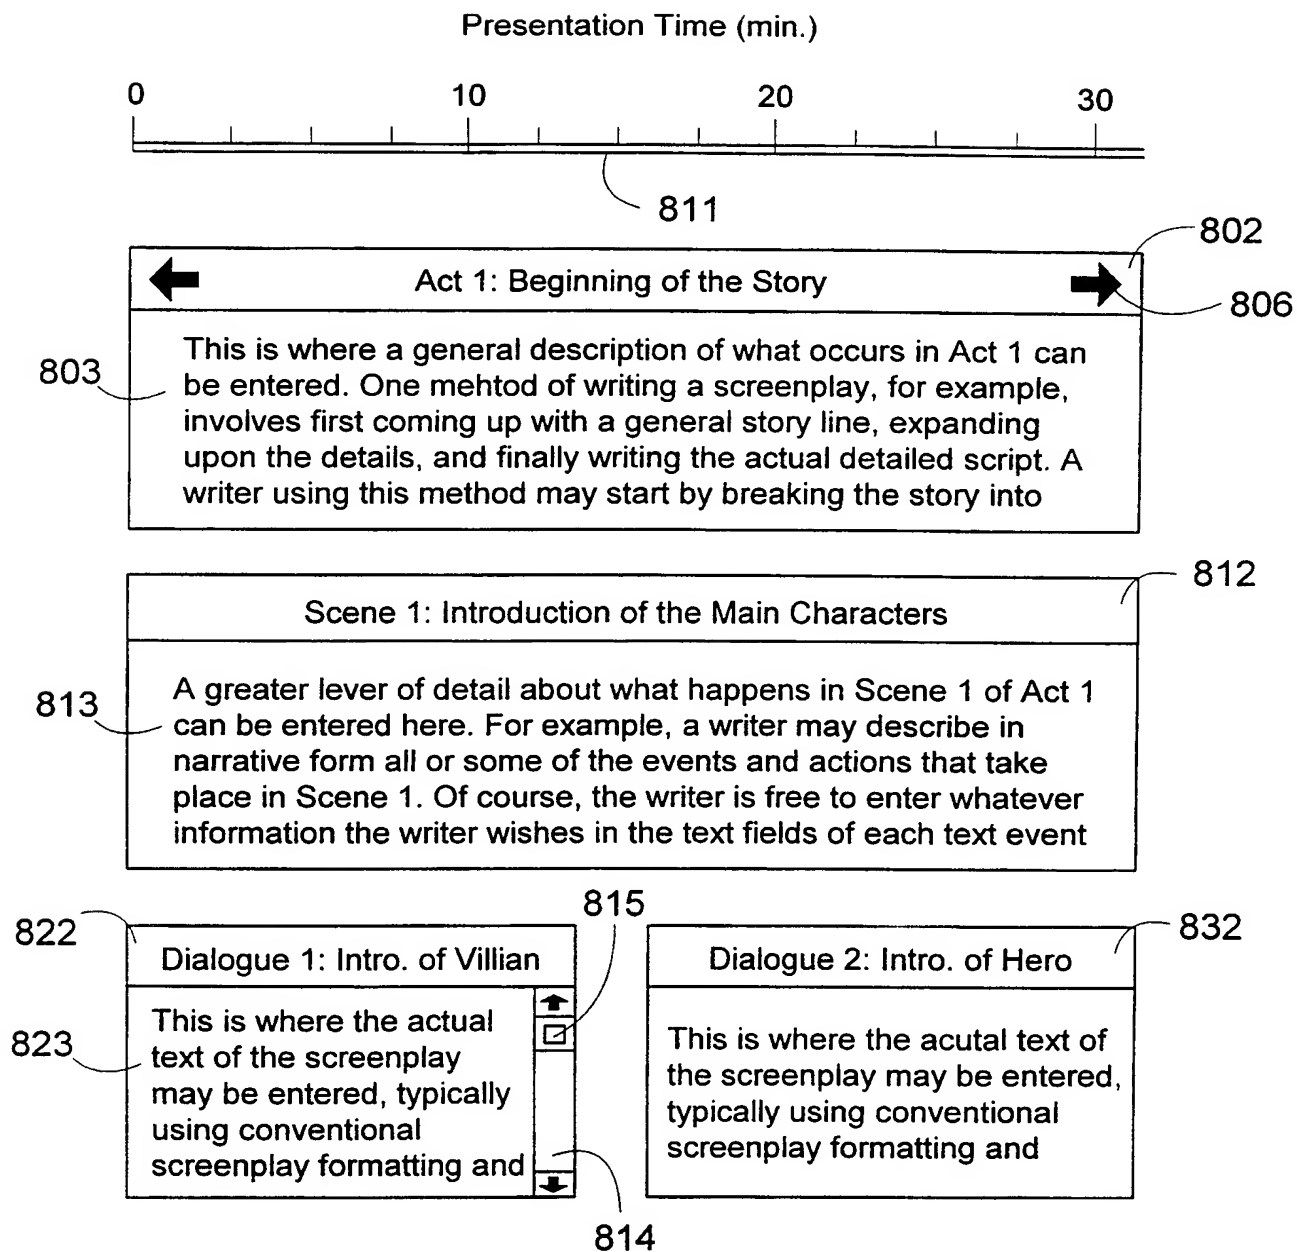 Presentation Time (min.)
0 10 20 30
811
802
Act 1: Beginning of the Story
806
803
This is where a general description of what occurs in Act 1 can
be entered. One mehtod of writing a screenplay, for example,
involves first coming up with a general story line, expanding
upon the details, and finally writing the actual detailed script. A
writer using this method may start by breaking the story into
812
Scene 1: Introduction of the Main Characters
813
A greater lever of detail about what happens in Scene 1 of Act 1
can be entered here. For example, a writer may describe in
narrative form all or some of the events and actions that take
place in Scene 1. Of course, the writer is free to enter whatever
information the writer wishes in the text fields of each text event
815
822
Dialogue 1: Intro. of Villian
823
This is where the actual
text of the screenplay
may be entered, typically
using conventional
screenplay formatting and
814
832
Dialogue 2: Intro. of Hero
This is where the acutal text of
the screenplay may be entered,
typically using conventional
screenplay formatting and